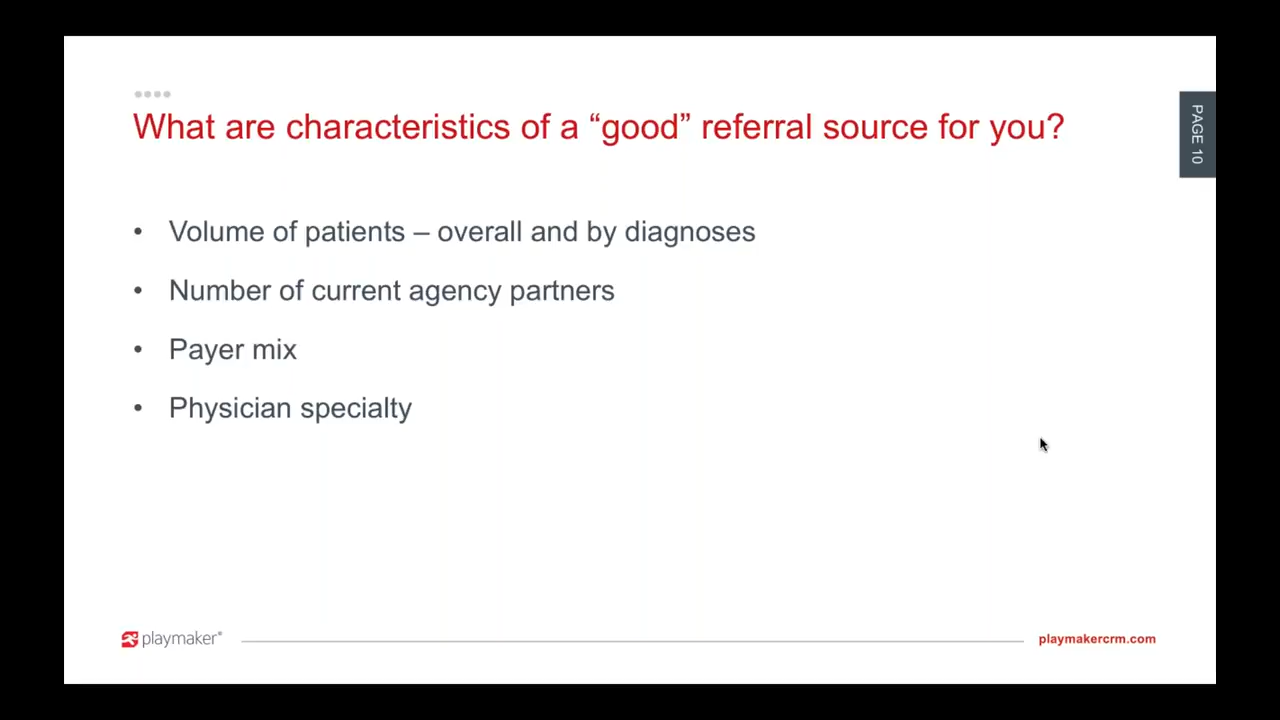 What are characteristics of a “good” referral source for you?
PAGE 10
• Volume of patients – overall and by diagnoses
• Number of current agency partners
• Payer mix
• Physician specialty
playmaker®
playmakercrm.com